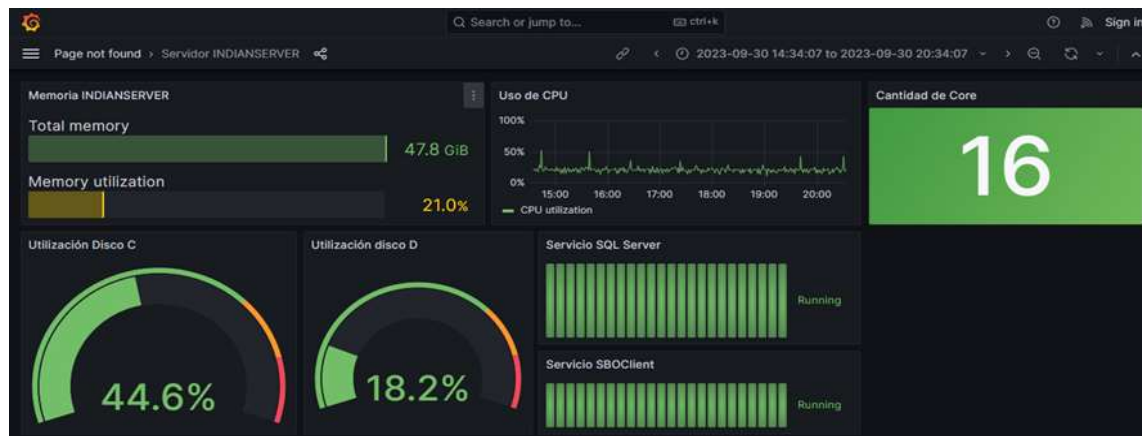 Search or jump to... ctrl+k Sign in
Page not found › Servidor INDIANSERVER 2023-09-30 14:34:07 to 2023-09-30 20:34:07
Memoria INDIANSERVER
Total memory
47.8 GiB
Memory utilization
21.0%
Uso de CPU
100%
50%
0%
15:00 16:00 17:00 18:00 19:00 20:00
CPU utilization
Cantidad de Core
16
Utilización Disco C
44.6%
Utilización disco D
18.2%
Servicio SQL Server
Running
Servicio SBOClient
Running